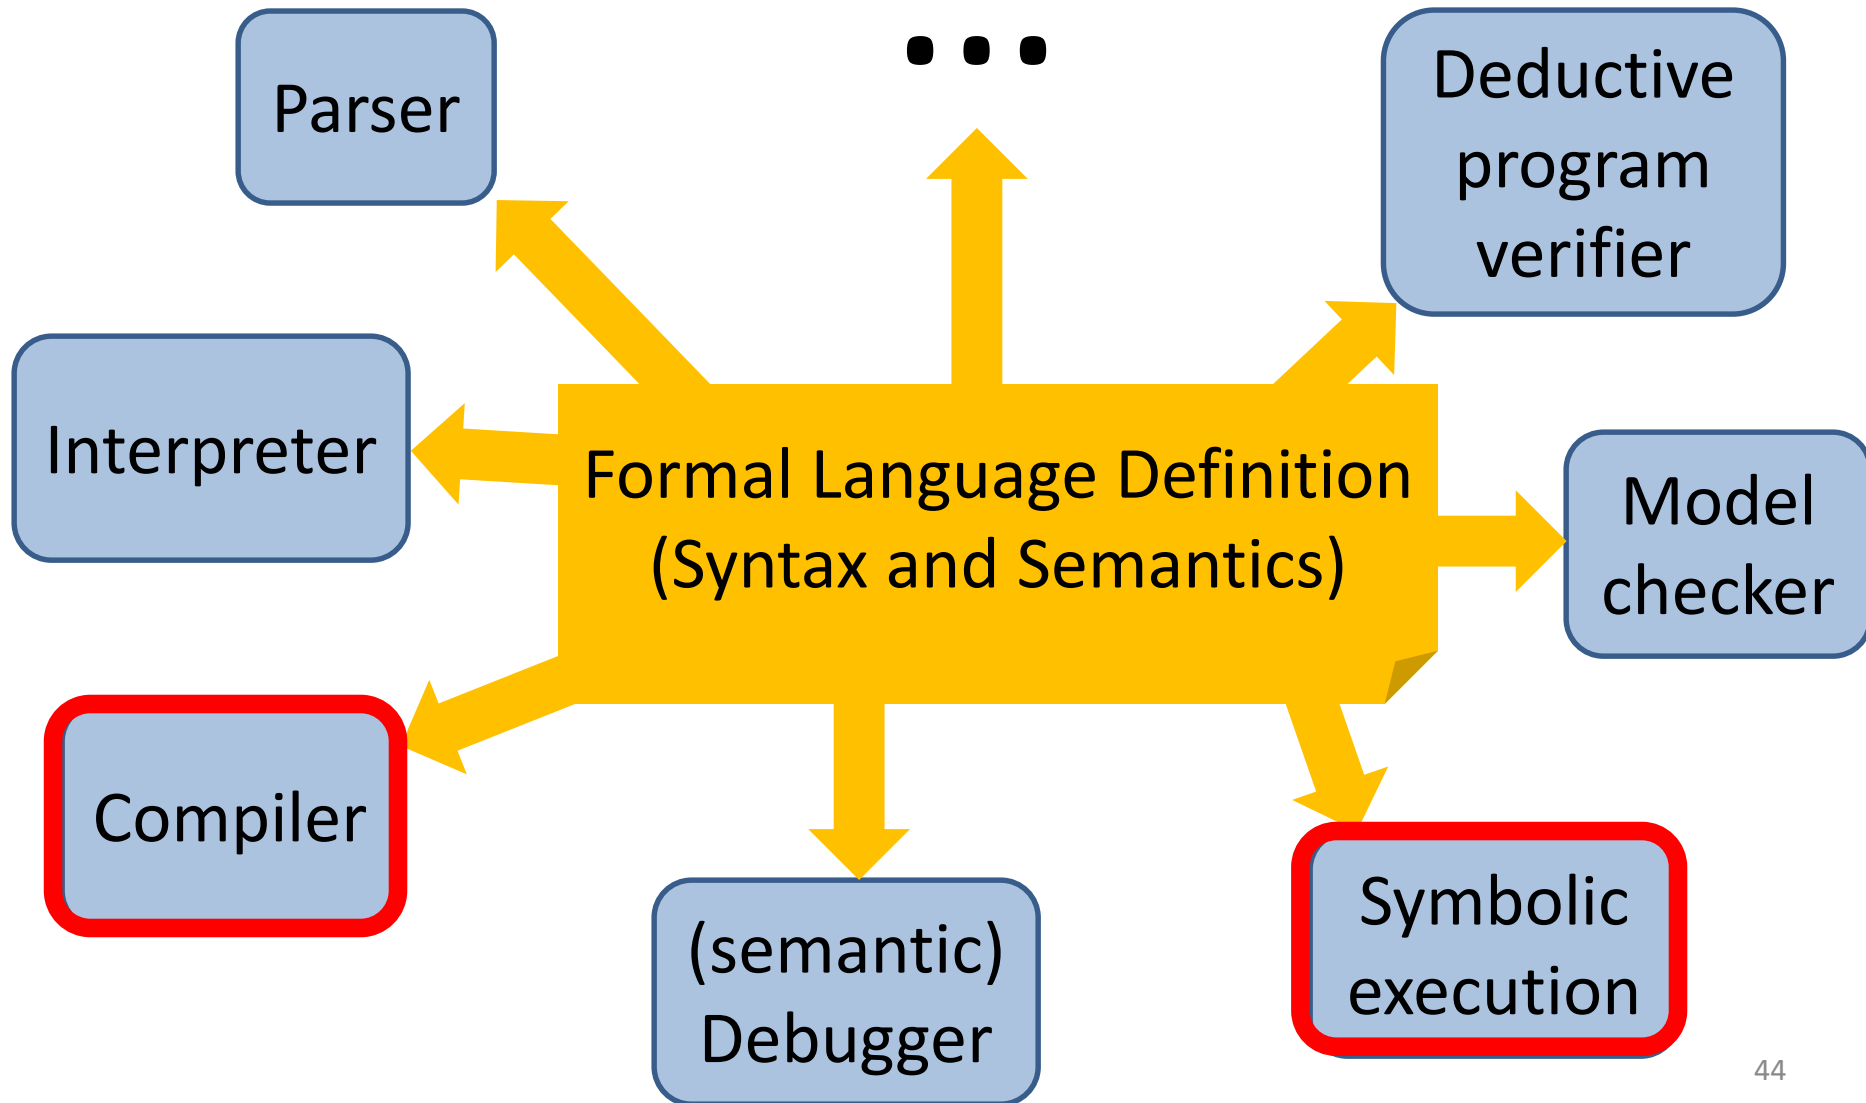 ...
Parser
Deductive
program
verifier
Interpreter
Formal Language Definition
(Syntax and Semantics)
Model
checker
Compiler
(semantic)
Debugger
Symbolic
execution
44